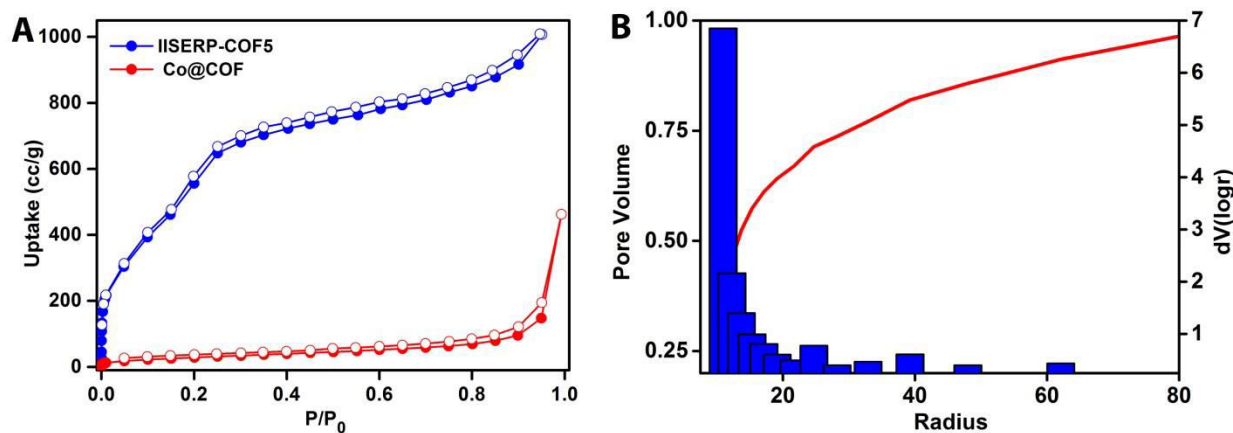 A
IISERP-COF5
Co@COF
Uptake (cc/g)
1000
800
600
400
200
0
0.0 0.2 0.4 0.6 0.8 1.0
P/P₀
B
Pore Volume
1.00
0.75
0.50
0.25
20 40 60 80
Radius
7
6
5
4
3
2
1
dV(logr)